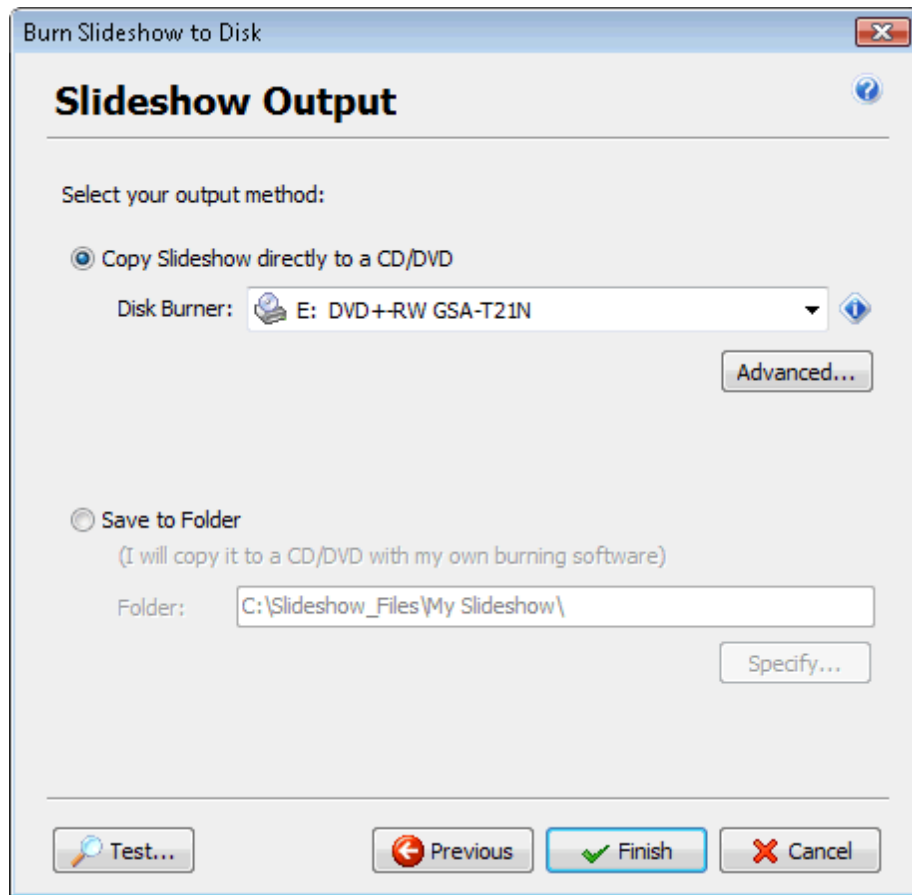 Burn Slideshow to Disk
Slideshow Output
Select your output method:
Copy Slideshow directly to a CD/DVD
Disk Burner: E: DVD+-RW GSA-T21N
Advanced...
Save to Folder
(I will copy it to a CD/DVD with my own burning software)
Folder: C:\Slideshow_Files\My Slideshow\
Specify...
Test... Previous Finish Cancel